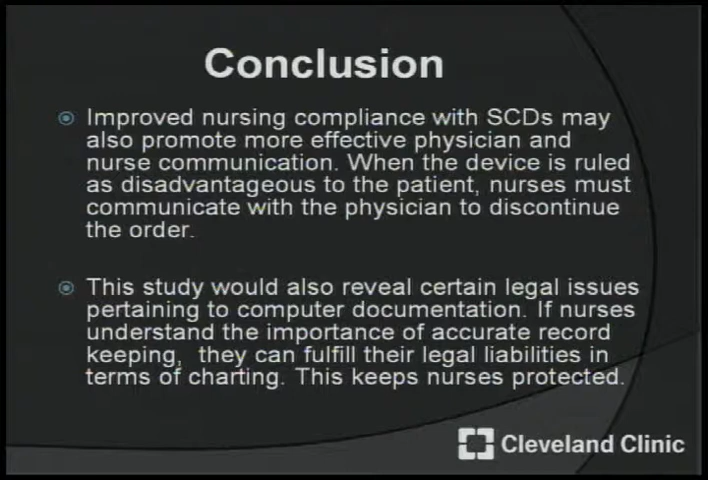 Conclusion
Improved nursing compliance with SCDs may
also promote more effective physician and
nurse communication. When the device is ruled
as disadvantageous to the patient, nurses must
communicate with the physician to discontinue
the order.
This study would also reveal certain legal issues
pertaining to computer documentation. If nurses
understand the importance of accurate record
keeping, they can fulfill their legal liabilities in
terms of charting. This keeps nurses protected.
Cleveland Clinic